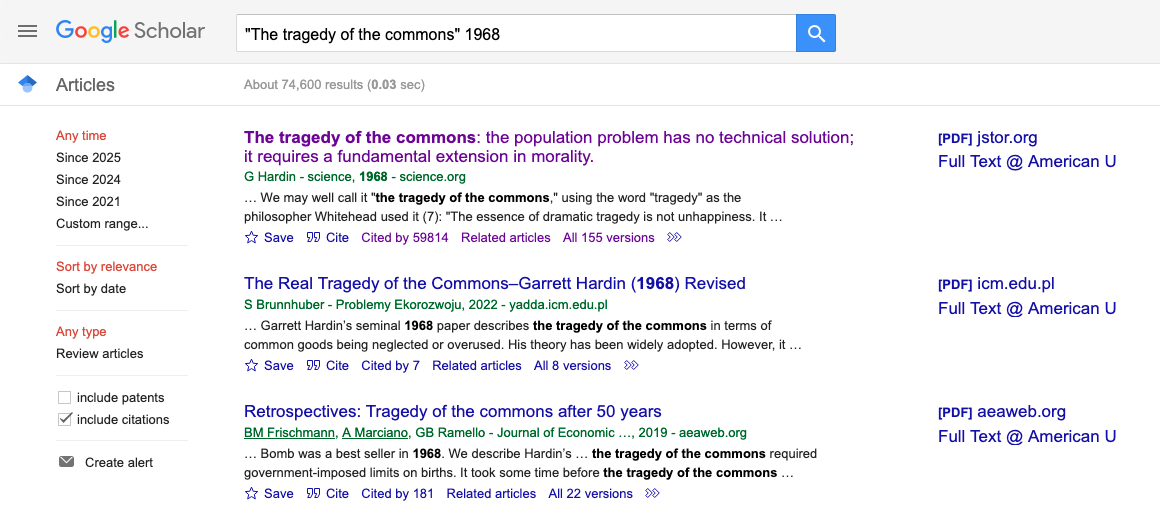 Google Scholar
"The tragedy of the commons" 1968
Articles
About 74,600 results (0.03 sec)
Any time
Since 2025
Since 2024
Since 2021
Custom range...
Sort by relevance
Sort by date
Any type
Review articles
include patents
include citations
Create alert
The tragedy of the commons: the population problem has no technical solution;
it requires a fundamental extension in morality.
G Hardin - science, 1968 - science.org
… We may well call it "the tragedy of the commons," using the word "tragedy" as the
philosopher Whitehead used it (7): "The essence of dramatic tragedy is not unhappiness. It …
Save Cite Cited by 59814 Related articles All 155 versions
[PDF] jstor.org
Full Text @ American U
The Real Tragedy of the Commons–Garrett Hardin (1968) Revised
S Brunnhuber - Problemy Ekorozwoju, 2022 - yadda.icm.edu.pl
… Garrett Hardin's seminal 1968 paper describes the tragedy of the commons in terms of
common goods being neglected or overused. His theory has been widely adopted. However, it …
Save Cite Cited by 7 Related articles All 8 versions
[PDF] icm.edu.pl
Full Text @ American U
Retrospectives: Tragedy of the commons after 50 years
BM Frischmann, A Marciano, GB Ramello - Journal of Economic …, 2019 - aeaweb.org
… Bomb was a best seller in 1968. We describe Hardin's … the tragedy of the commons required
government-imposed limits on births. It took some time before the tragedy of the commons …
Save Cite Cited by 181 Related articles All 22 versions
[PDF] aeaweb.org
Full Text @ American U